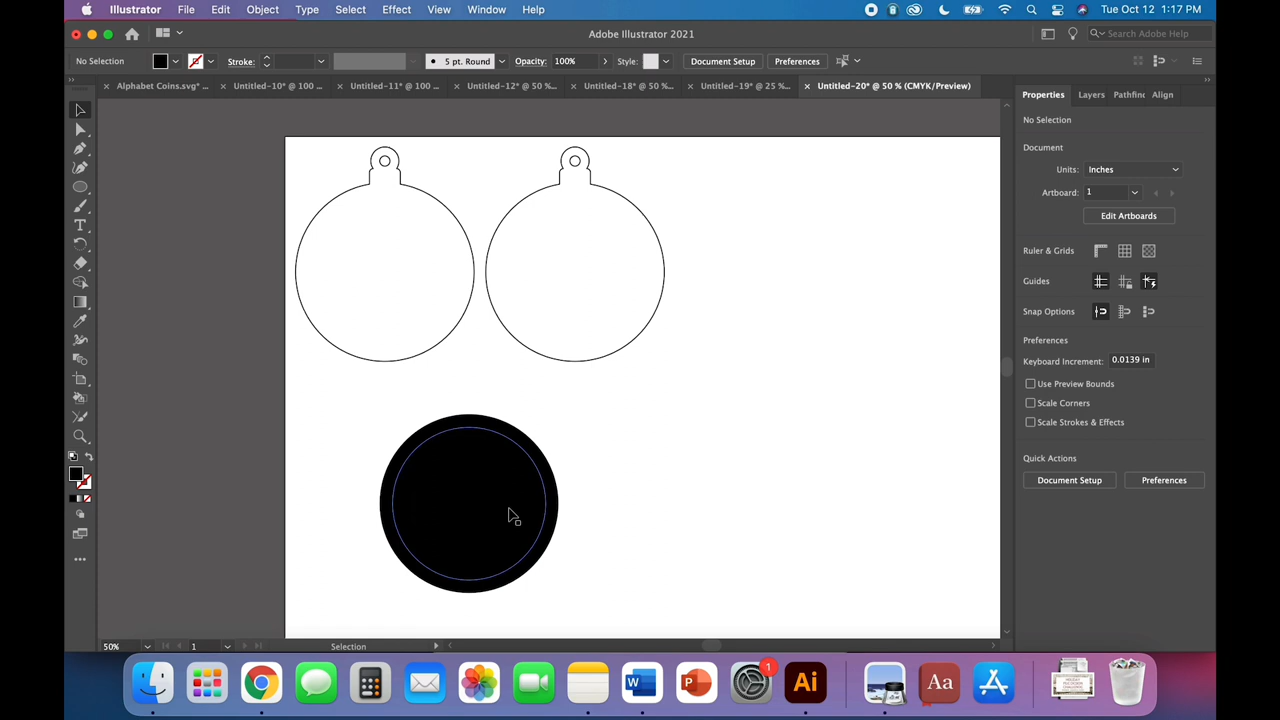 Illustrator File Edit Object Type Select Effect View Window Help Tue Oct 12 1:17 PM
Adobe Illustrator 2021
Search Adobe Help
No Selection Stroke: 5 pt. Round Opacity: 100% Style: Document Setup Preferences
Alphabet Coins.svg* ... Untitled-10* @ 100 ... Untitled-11* @ 100 ... Untitled-12* @ 50 %... Untitled-18* @ 50 %... Untitled-19* @ 25 %... Untitled-20* @ 50 % (CMYK/Preview)
Properties Layers Pathfin Align
No Selection
Document
Units: Inches
Artboard: 1
Edit Artboards
Ruler & Grids
Guides
Snap Options
Preferences
Keyboard Increment: 0.0139 in
Use Preview Bounds
Scale Corners
Scale Strokes & Effects
Quick Actions
Document Setup Preferences
50% 1 Selection
1
W P Ai Aa